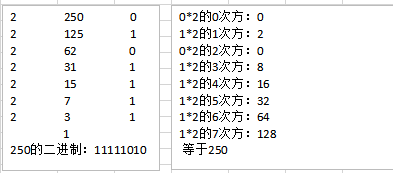 2 250 0
2 125 1
2 62 0
2 31 1
2 15 1
2 7 1
2 3 1
1
250的二进制：11111010
0*2的0次方：0
1*2的1次方：2
0*2的2次方：0
1*2的3次方：8
1*2的4次方：16
1*2的5次方：32
1*2的6次方：64
1*2的7次方：128
等于250